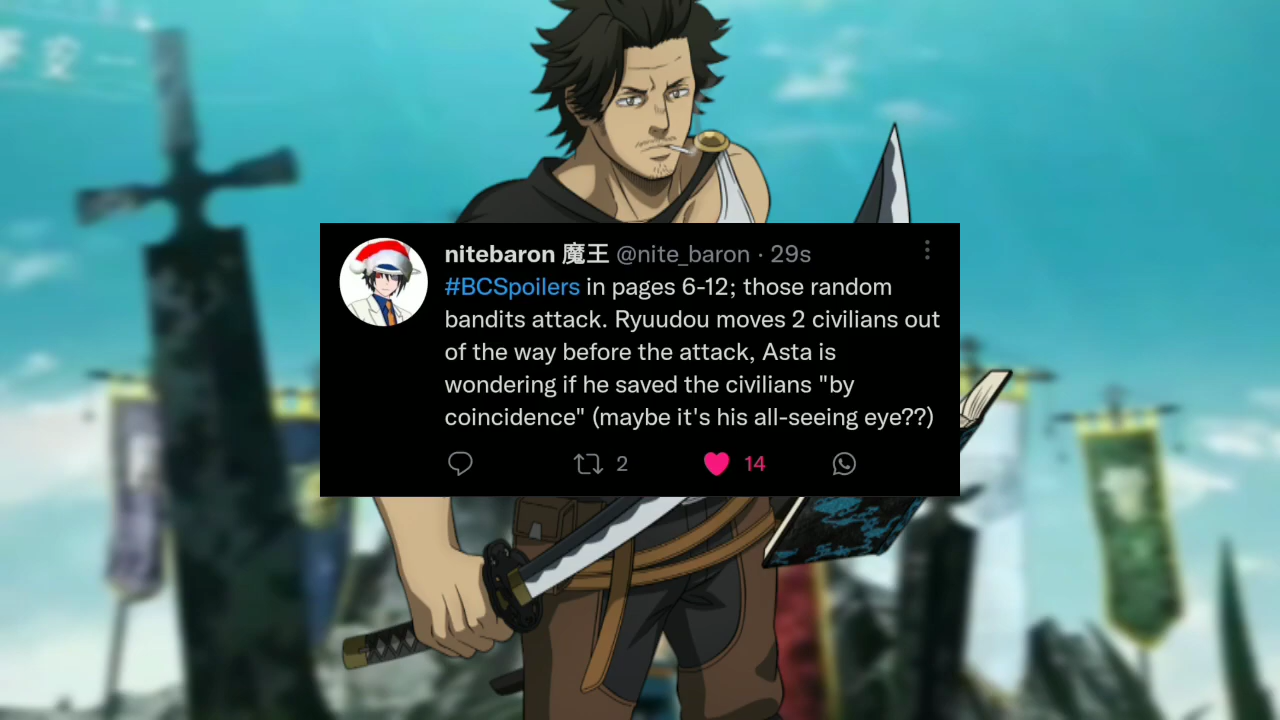 nitebaron 魔王 @nite_baron · 29s
#BCSpoilers in pages 6-12; those random
bandits attack. Ryuudou moves 2 civilians out
of the way before the attack, Asta is
wondering if he saved the civilians "by
coincidence" (maybe it's his all-seeing eye??)
2 14